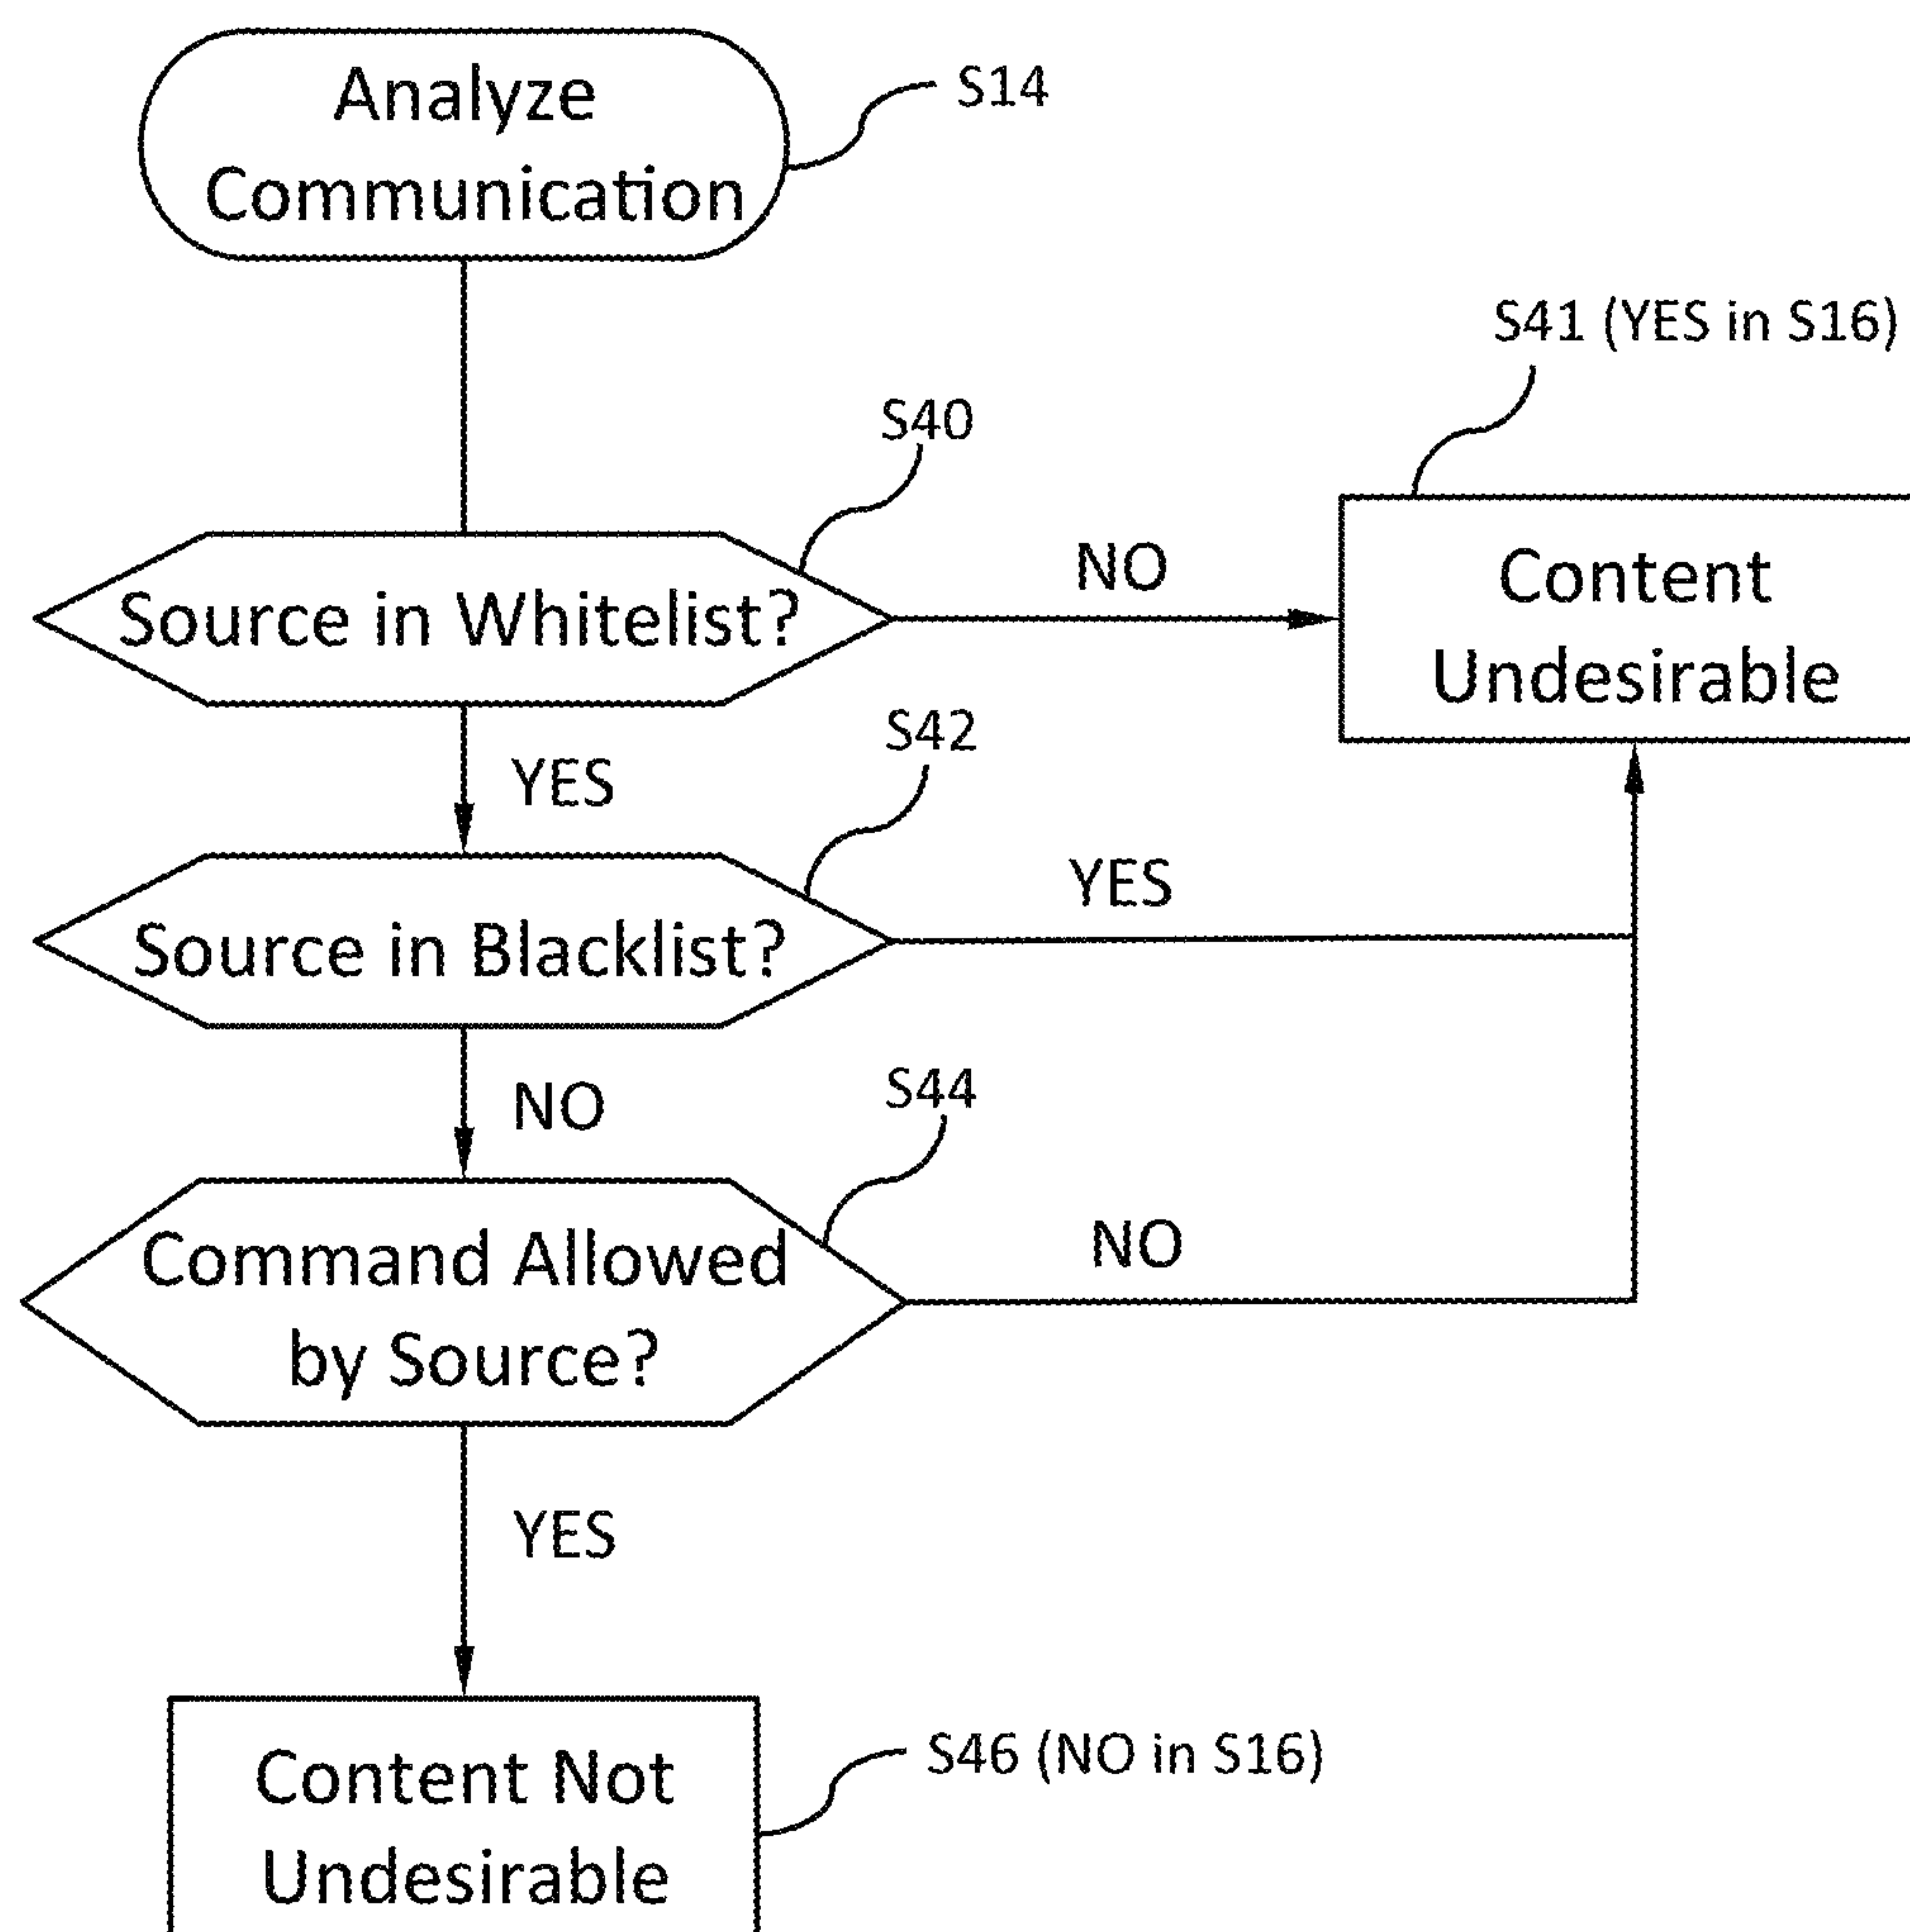 Analyze
Communication
S14
S41 (YES in S16)
S40
NO
Content
Undesirable
Source in Whitelist?
YES
S42
YES
Source in Blacklist?
NO
S44
NO
Command Allowed
by Source?
YES
Content Not
Undesirable
S46 (NO in S16)